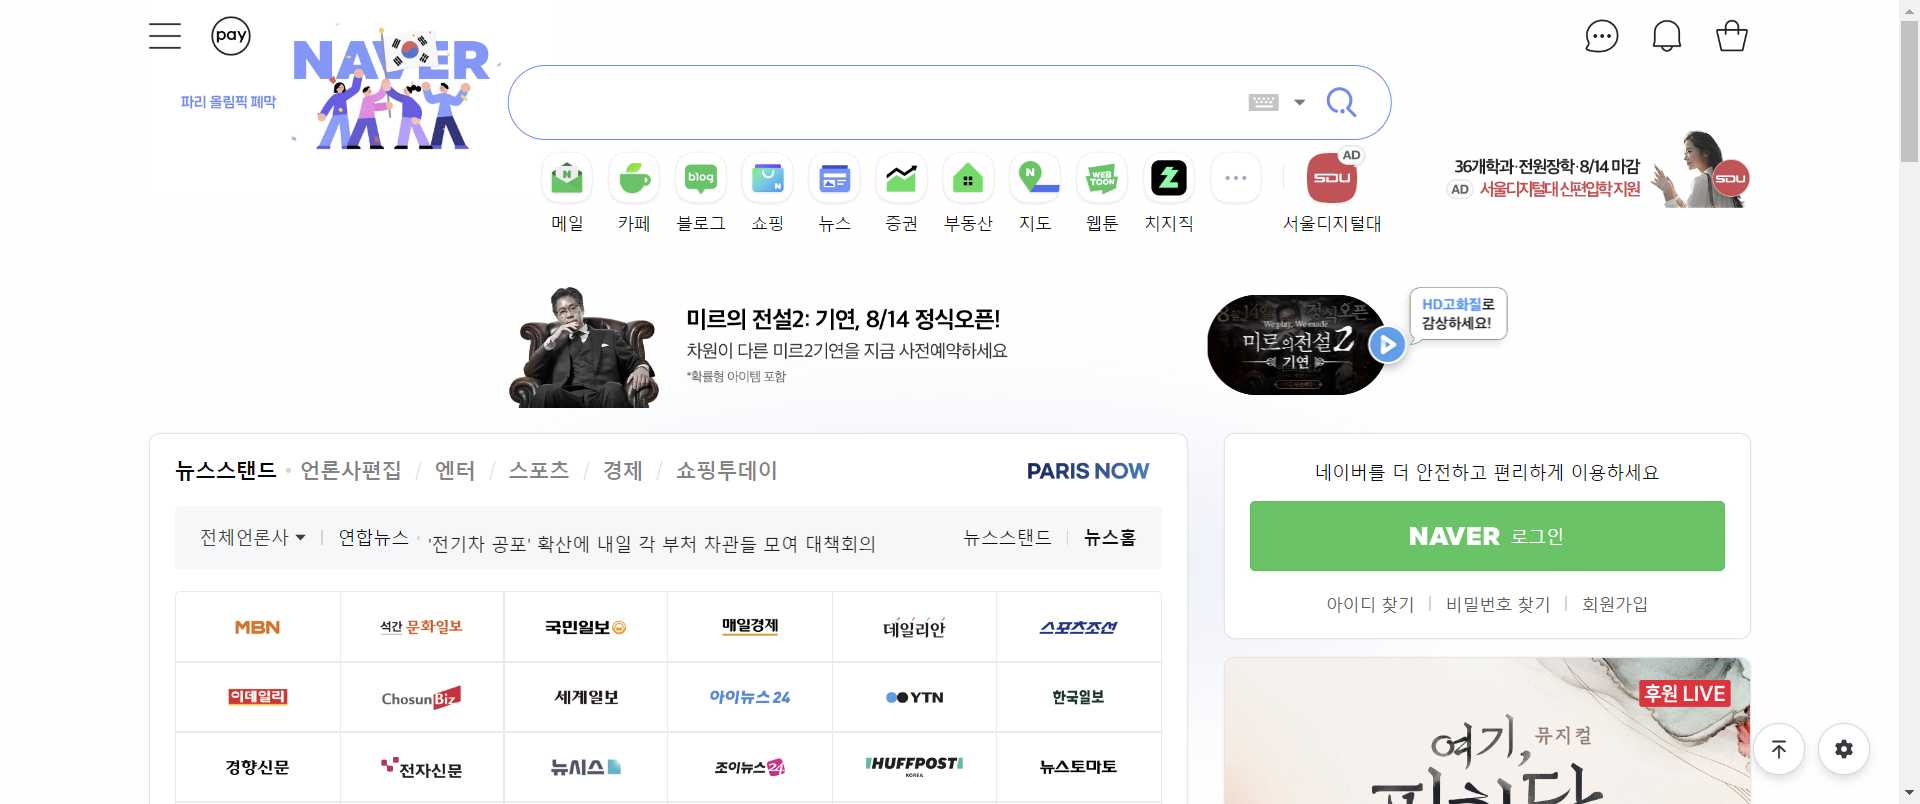 pay
NAVER
파리 올림픽 폐막
메일
카페
블로그
쇼핑
뉴스
증권
부동산
지도
웹툰
치지직
서울디지털대
N
blog
N
N
WEB
TOON
SDU
AD
36개학과·전원장학·8/14 마감
AD 서울디지털대 신편입학 지원
SDU
미르의 전설2: 기연, 8/14 정식오픈!
차원이 다른 미르2기연을 지금 사전예약하세요
*확률형 아이템 포함
We play, We made
미르의전설2
기연
HD고화질로
감상하세요!
뉴스스탠드 · 언론사편집 / 엔터 / 스포츠 / 경제 / 쇼핑투데이
PARIS NOW
전체언론사
연합뉴스
'전기차 공포' 확산에 내일 각 부처 차관들 모여 대책회의
뉴스스탠드
뉴스홈
MBN
석간 문화일보
국민일보
매일경제
데일리안
스포츠조선
이데일리
ChosunBiz
세계일보
아이뉴스24
YTN
한국일보
경향신문
전자신문
뉴시스
조이뉴스24
HUFFPOST
KOREA
뉴스토마토
네이버를 더 안전하고 편리하게 이용하세요
NAVER 로그인
아이디 찾기
비밀번호 찾기
회원가입
후원 LIVE
여기,
뮤지컬